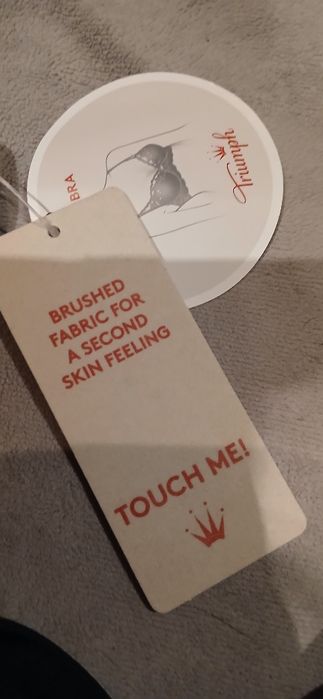 Triumph
BRA
BRUSHED
FABRIC FOR
A SECOND
SKIN FEELING
TOUCH ME!